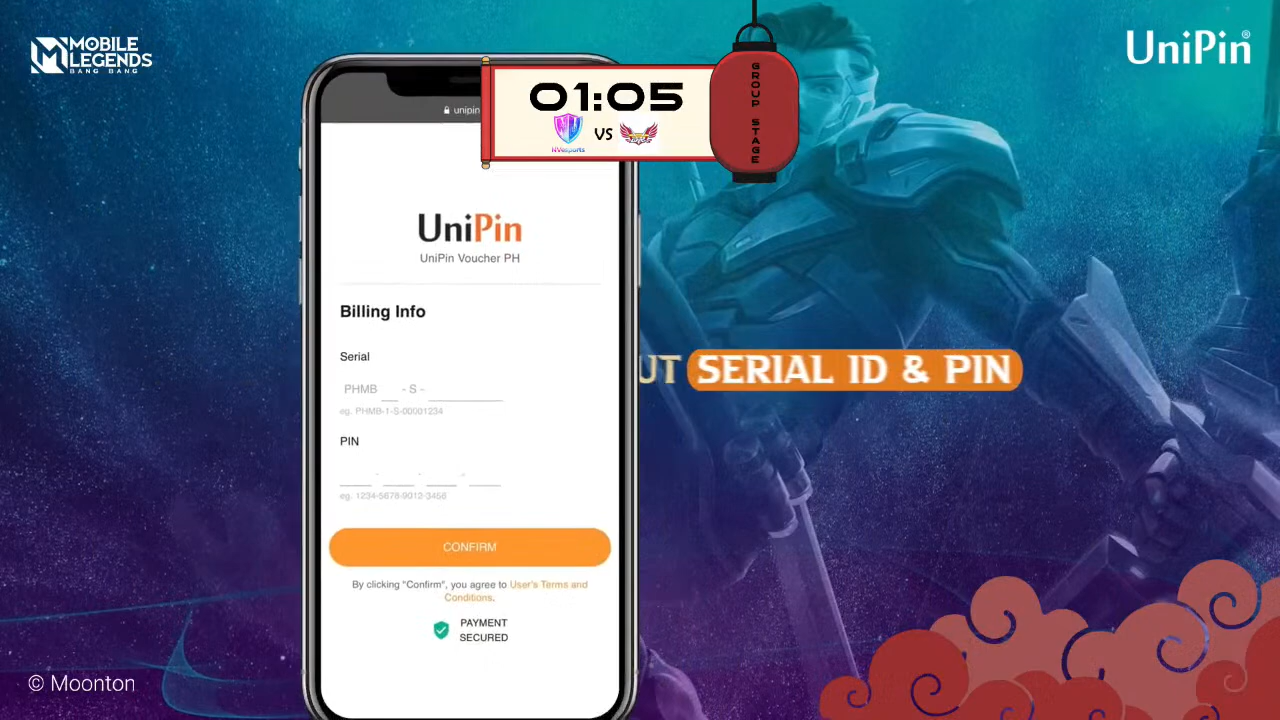 MOBILE
LEGENDS
BANG BANG
UniPin
unipin
01:05
NVesports
VS
GROUP STAGE
UniPin
UniPin Voucher PH
Billing Info
Serial
PHMB - S -
eg. PHMB-1-S-00001234
UT SERIAL ID & PIN
PIN
- - -
eg. 1234-5678-9012-3456
CONFIRM
By clicking "Confirm", you agree to User's Terms and
Conditions.
PAYMENT
SECURED
© Moonton